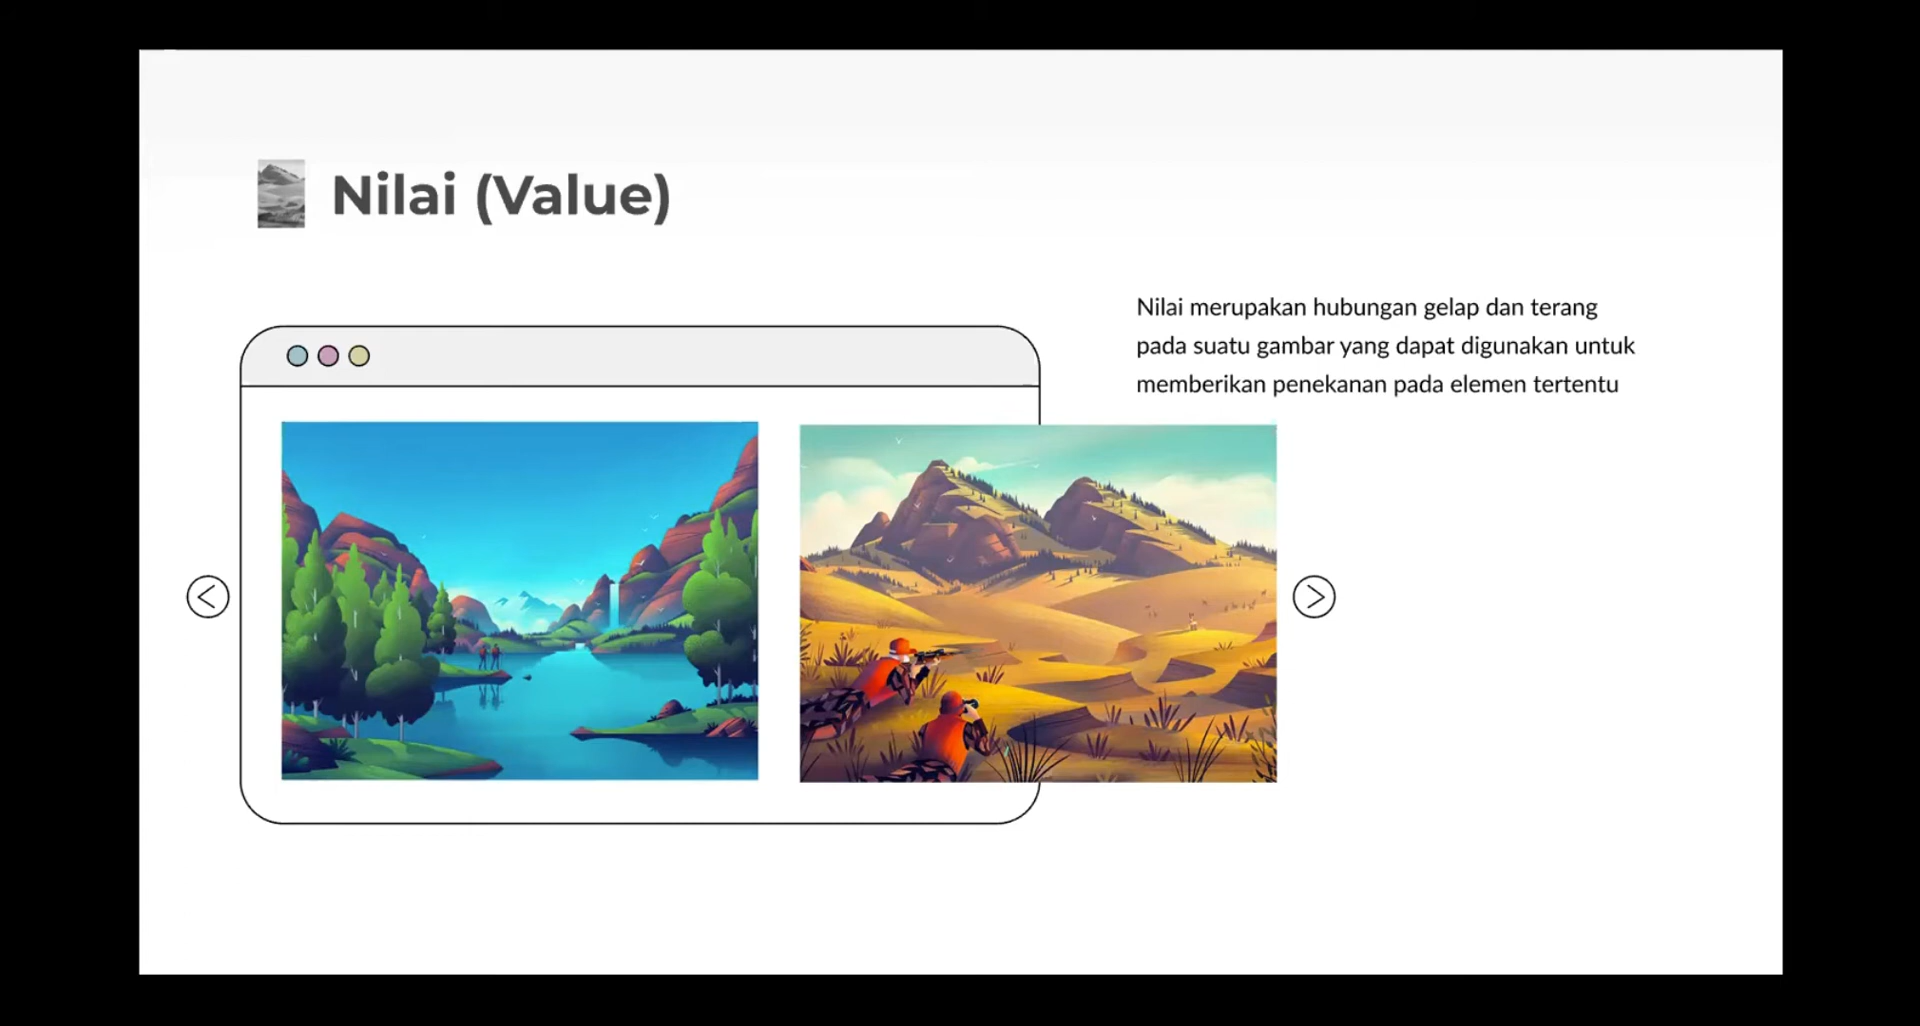 Nilai (Value)
Nilai merupakan hubungan gelap dan terang
pada suatu gambar yang dapat digunakan untuk
memberikan penekanan pada elemen tertentu